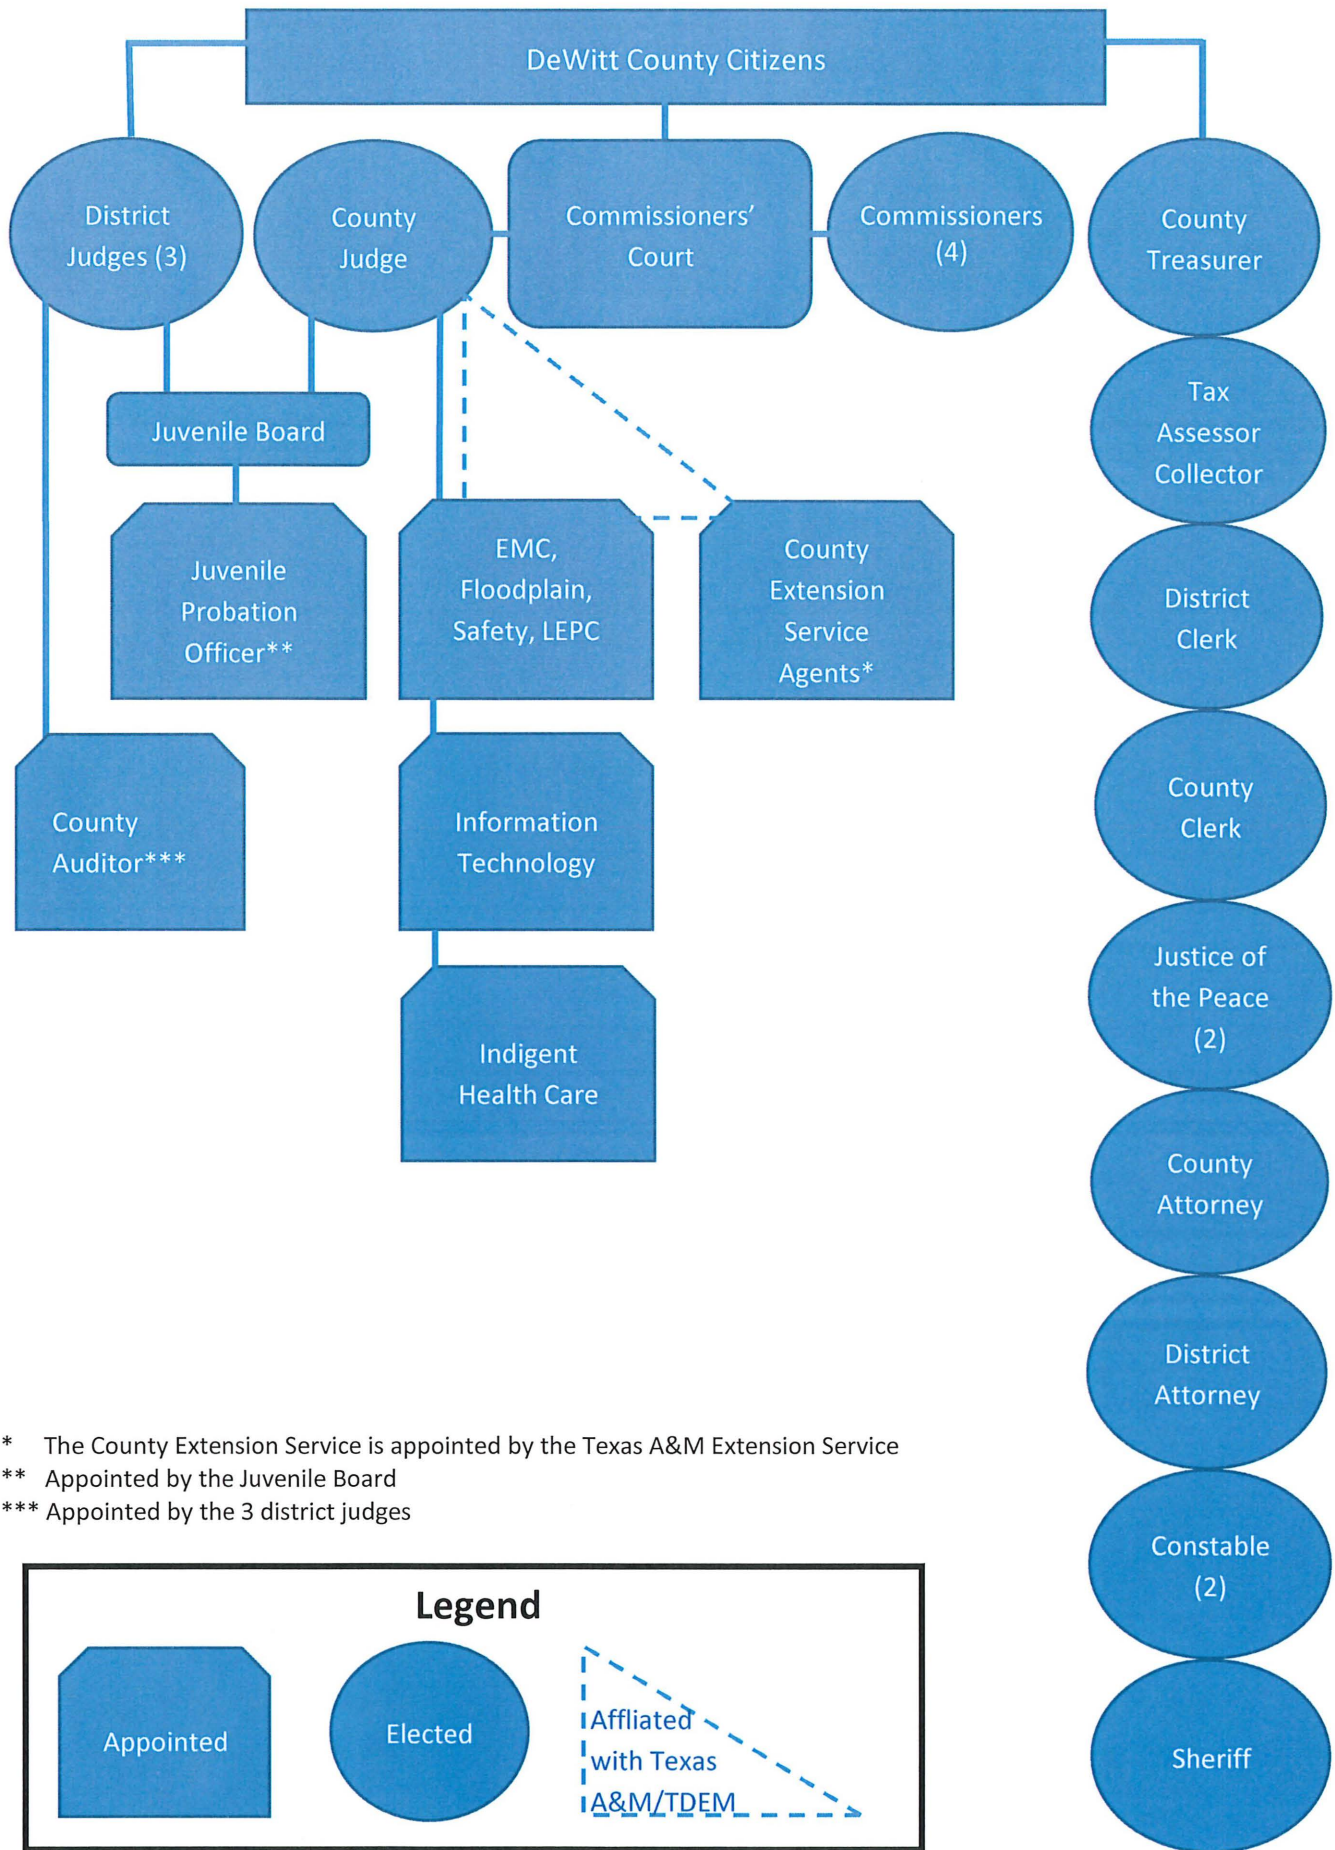 DeWitt County Citizens
District
Judges (3)
County
Judge
Commissioners’
Court
Commissioners
(4)
County
Treasurer
Juvenile Board
Juvenile
Probation
Officer**
EMC,
Floodplain,
Safety, LEPC
County
Extension
Service
Agents*
County
Auditor***
Information
Technology
Indigent
Health Care
Tax
Assessor
Collector
District
Clerk
County
Clerk
Justice of
the Peace
(2)
County
Attorney
District
Attorney
Constable
(2)
Sheriff
* The County Extension Service is appointed by the Texas A&M Extension Service
** Appointed by the Juvenile Board
*** Appointed by the 3 district judges
Legend
Appointed
Elected
Affliated
with Texas
A&M/TDEM